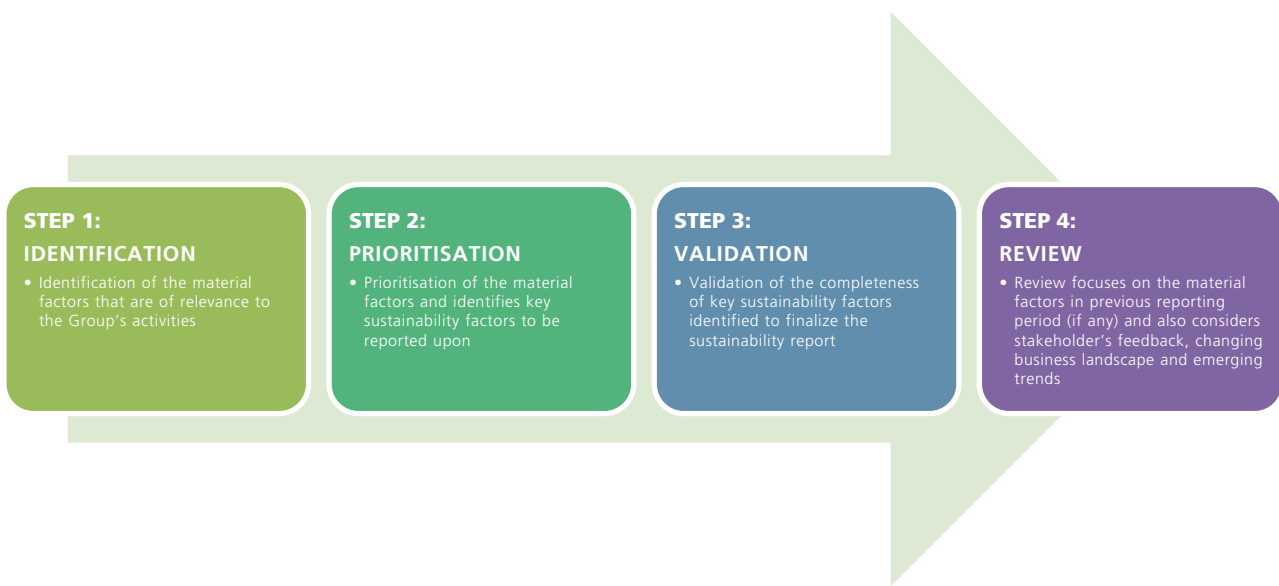 STEP 1:
IDENTIFICATION
• Identification of the material
factors that are of relevance to
the Group's activities
STEP 2:
PRIORITISATION
• Prioritisation of the material
factors and identifies key
sustainability factors to be
reported upon
STEP 3:
VALIDATION
• Validation of the completeness
of key sustainability factors
identified to finalize the
sustainability report
STEP 4:
REVIEW
• Review focuses on the material
factors in previous reporting
period (if any) and also considers
stakeholder's feedback, changing
business landscape and emerging
trends